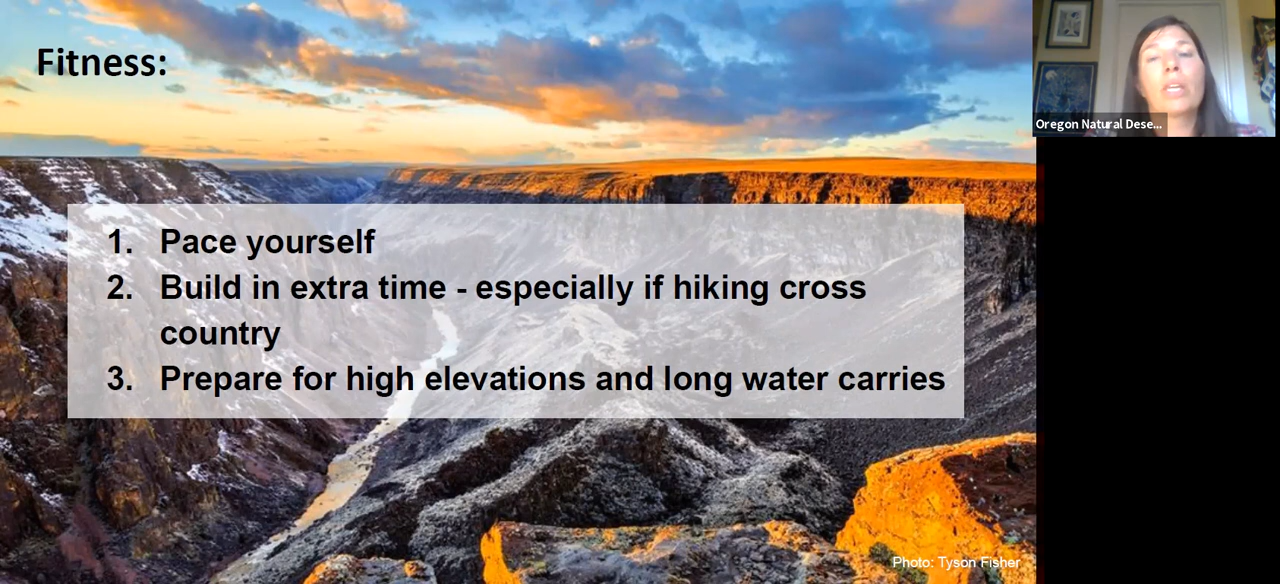 Fitness:
1. Pace yourself
2. Build in extra time - especially if hiking cross
country
3. Prepare for high elevations and long water carries
Photo: Tyson Fisher
Oregon Natural Dese...